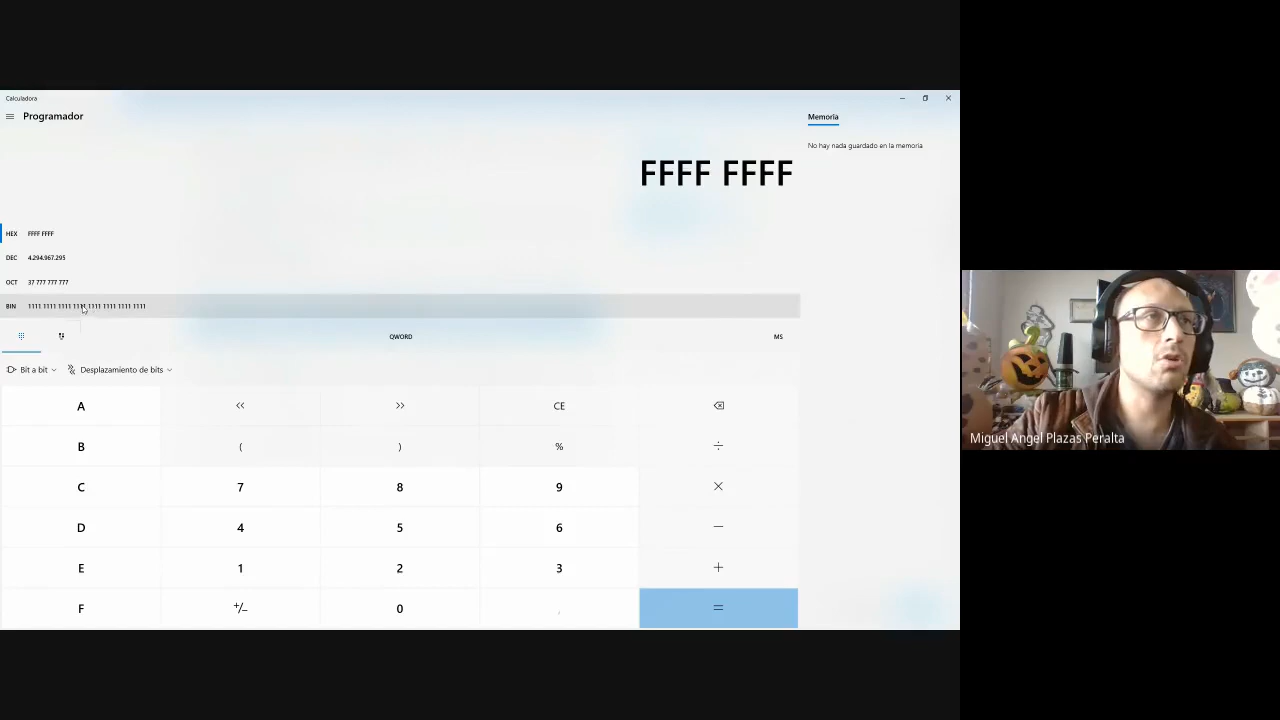 Calculadora
Programador
Memoria
No hay nada guardado en la memoria
FFFF FFFF
HEX FFFF FFFF
DEC 4.294.967.295
OCT 37 777 777 777
BIN 1111 1111 1111 1111 1111 1111 1111 1111
QWORD MS
Bit a bit Desplazamiento de bits
A << >> CE
B ( ) % ÷
C 7 8 9 ×
D 4 5 6 −
E 1 2 3 +
F +/− 0 , =
Miguel Angel Plazas Peralta